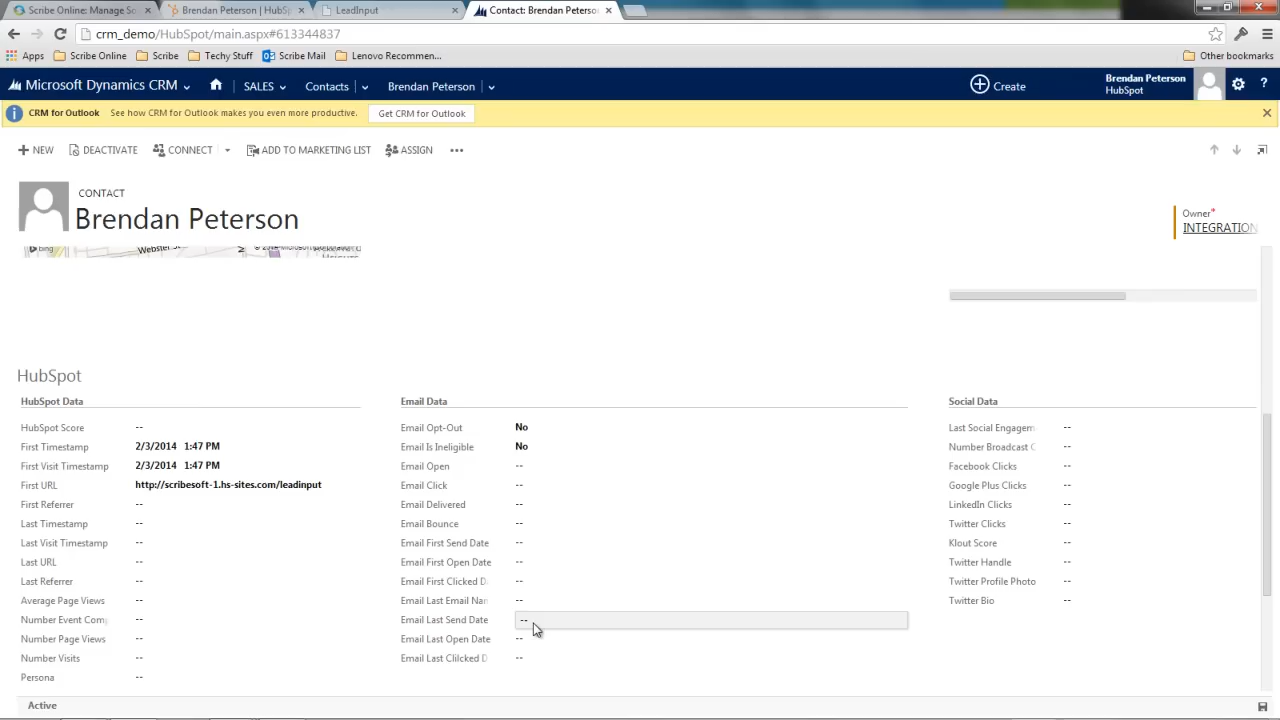 Scribe Online: Manage So
Brendan Peterson | HubSp
LeadInput
Contact: Brendan Peterso
crm_demo/HubSpot/main.aspx#613344837
Apps
Scribe Online
Scribe
Techy Stuff
Scribe Mail
Lenovo Recommen...
Other bookmarks
Microsoft Dynamics CRM
SALES
Contacts
Brendan Peterson
Create
Brendan Peterson
HubSpot
?
CRM for Outlook
See how CRM for Outlook makes you even more productive.
Get CRM for Outlook
NEW
DEACTIVATE
CONNECT
ADD TO MARKETING LIST
ASSIGN
CONTACT
Brendan Peterson
Owner*
INTEGRATION
bing
Webster
HubSpot
HubSpot Data
HubSpot Score --
First Timestamp 2/3/2014 1:47 PM
First Visit Timestamp 2/3/2014 1:47 PM
First URL http://scribesoft-1.hs-sites.com/leadinput
First Referrer --
Last Timestamp --
Last Visit Timestamp --
Last URL --
Last Referrer --
Average Page Views --
Number Event Com --
Number Page Views --
Number Visits --
Persona --
Email Data
Email Opt-Out No
Email Is Ineligible No
Email Open --
Email Click --
Email Delivered --
Email Bounce --
Email First Send Date --
Email First Open Date --
Email First Clicked D --
Email Last Email Nan --
Email Last Send Date --
Email Last Open Date --
Email Last Clilcked D --
Social Data
Last Social Engagem --
Number Broadcast C --
Facebook Clicks --
Google Plus Clicks --
LinkedIn Clicks --
Twitter Clicks --
Klout Score --
Twitter Handle --
Twitter Profile Photo --
Twitter Bio --
Active